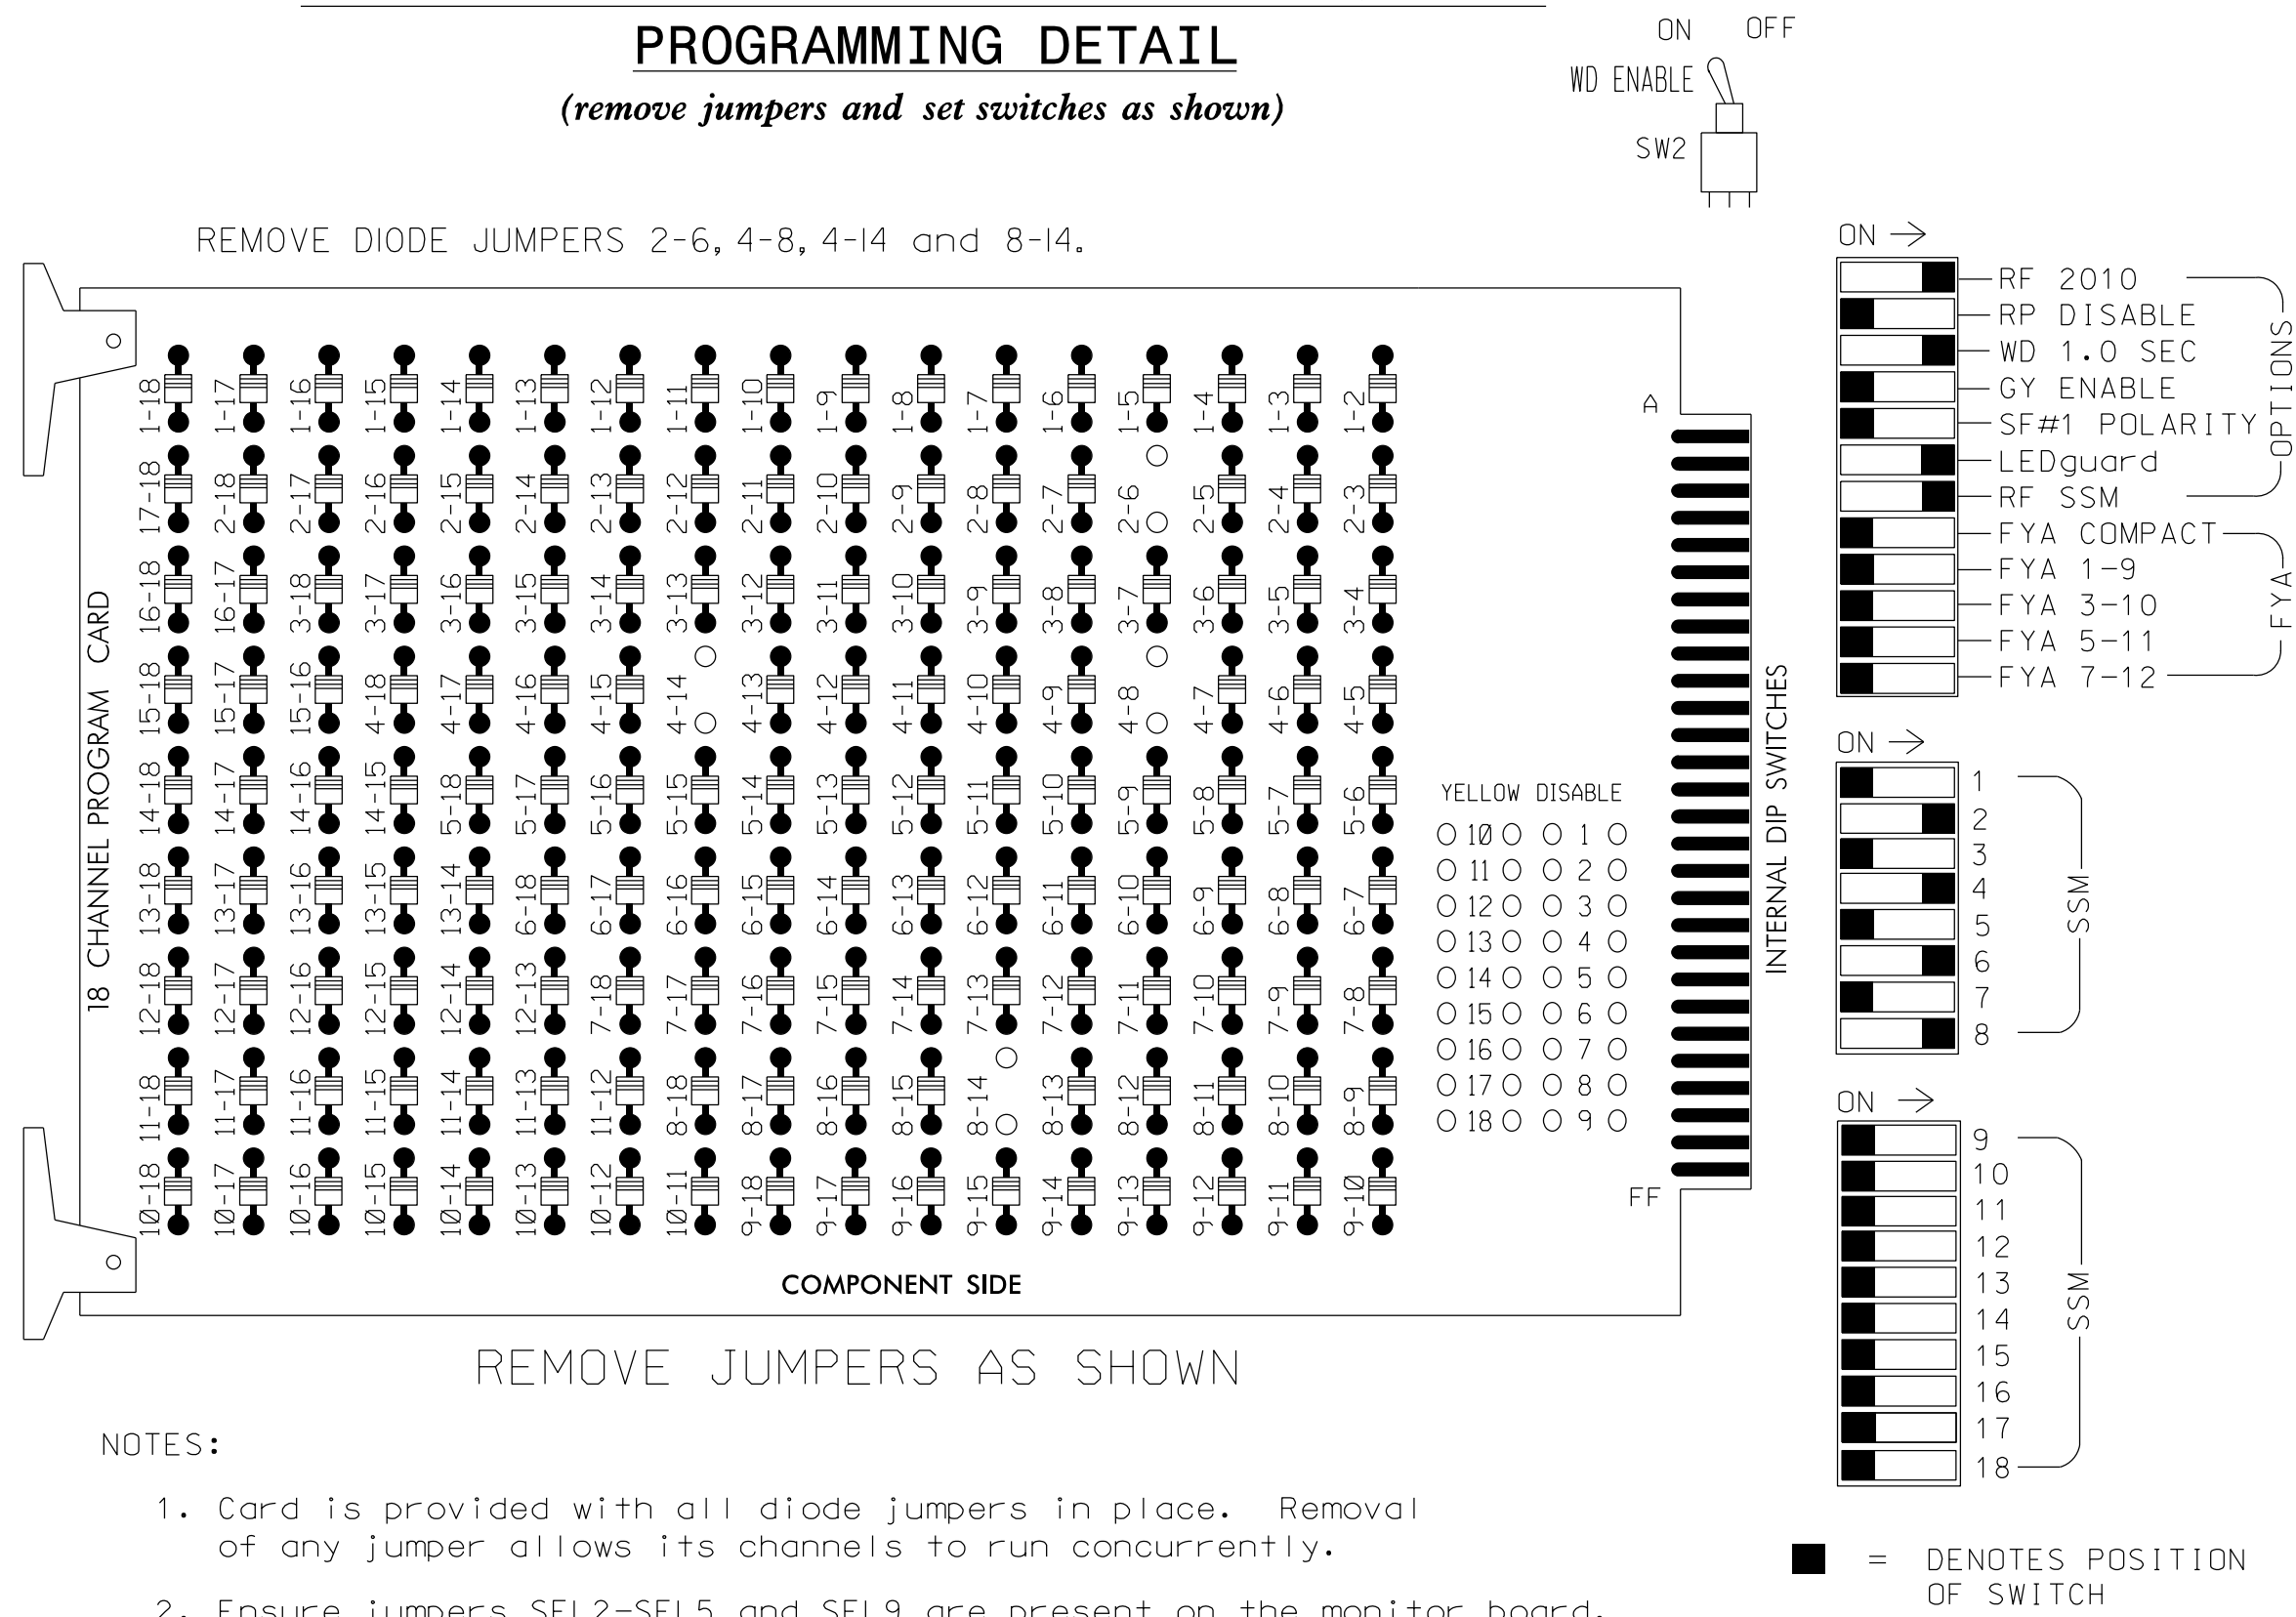 PROGRAMMING DETAIL
(remove jumpers and set switches as shown)
ON OFF
WD ENABLE
SW2
REMOVE DIODE JUMPERS 2-6, 4-8, 4-14 and 8-14.
18 CHANNEL PROGRAM CARD
1-18 1-17 1-16 1-15 1-14 1-13 1-12 1-11 1-10 1-9 1-8 1-7 1-6 1-5 1-4 1-3 1-2
17-18 2-18 2-17 2-16 2-15 2-14 2-13 2-12 2-11 2-10 2-9 2-8 2-7 2-6 2-5 2-4 2-3
16-18 16-17 3-18 3-17 3-16 3-15 3-14 3-13 3-12 3-11 3-10 3-9 3-8 3-7 3-6 3-5 3-4
15-18 15-17 15-16 4-18 4-17 4-16 4-15 4-14 4-13 4-12 4-11 4-10 4-9 4-8 4-7 4-6 4-5
14-18 14-17 14-16 14-15 5-18 5-17 5-16 5-15 5-14 5-13 5-12 5-11 5-10 5-9 5-8 5-7 5-6
13-18 13-17 13-16 13-15 13-14 6-18 6-17 6-16 6-15 6-14 6-13 6-12 6-11 6-10 6-9 6-8 6-7
12-18 12-17 12-16 12-15 12-14 12-13 7-18 7-17 7-16 7-15 7-14 7-13 7-12 7-11 7-10 7-9 7-8
11-18 11-17 11-16 11-15 11-14 11-13 11-12 8-18 8-17 8-16 8-15 8-14 8-13 8-12 8-11 8-10 8-9
10-18 10-17 10-16 10-15 10-14 10-13 10-12 10-11 9-18 9-17 9-16 9-15 9-14 9-13 9-12 9-11 9-10
YELLOW DISABLE
10 1
11 2
12 3
13 4
14 5
15 6
16 7
17 8
18 9
A
FF
COMPONENT SIDE
INTERNAL DIP SWITCHES
ON →
RF 2010
RP DISABLE
WD 1.0 SEC
GY ENABLE
SF#1 POLARITY
LEDguard
RF SSM
OPTIONS
FYA COMPACT
FYA 1-9
FYA 3-10
FYA 5-11
FYA 7-12
FYA
ON →
1
2
3
4
5
6
7
8
SSM
ON →
9
10
11
12
13
14
15
16
17
18
SSM
REMOVE JUMPERS AS SHOWN
NOTES:
1. Card is provided with all diode jumpers in place. Removal
of any jumper allows its channels to run concurrently.
2. Ensure jumpers SEL2-SEL5 and SEL9 are present on the monitor board.
= DENOTES POSITION
OF SWITCH